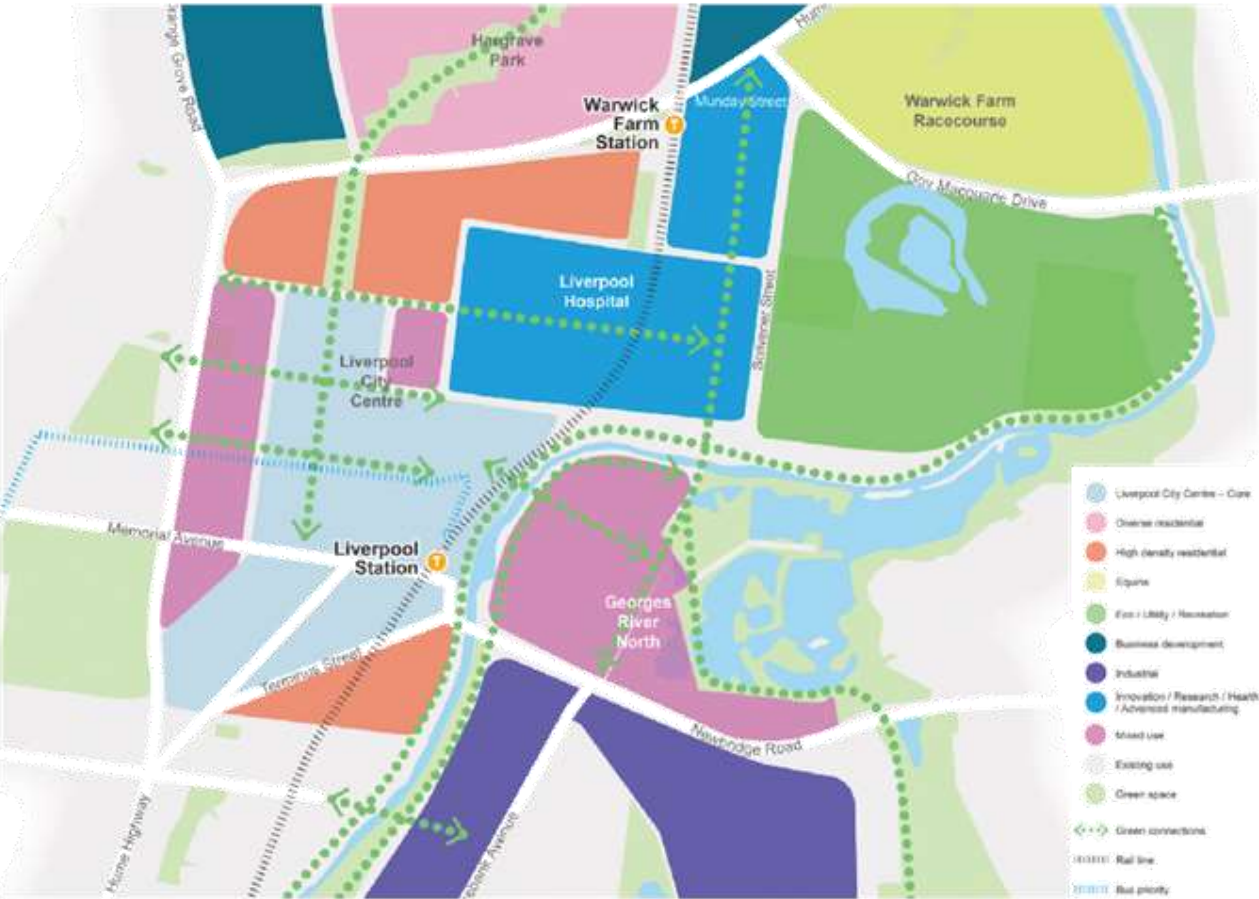 Hargrave
Park
Orange Grove Road
Warwick
Farm
Station
T
Munday Street
Warwick Farm
Racecourse
Liverpool
Hospital
Scrivener Street
Liverpool
City
Centre
Memorial Avenue
Liverpool
Station
T
Georges
River
North
Terminus Street
Newbridge Road
Hume Highway
Avenue
Liverpool City Centre – Core
Diverse residential
High density residential
Equine
Eco / Utility / Recreation
Business development
Industrial
Innovation / Research / Health
/ Advanced manufacturing
Mixed use
Existing use
Green space
Green connections
Rail line
Bus priority